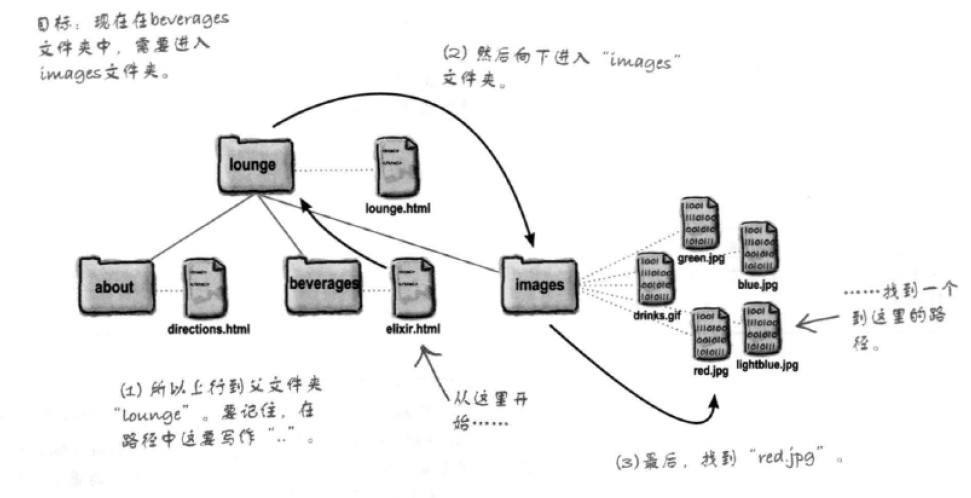 目标：现在在beverages
文件夹中，需要进入
images文件夹。
(2) 然后向下进入“images”
文件夹。
lounge
lounge.html
about
directions.html
beverages
elixir.html
images
green.jpg
blue.jpg
drinks.gif
red.jpg
lightblue.jpg
……找到一个
到这里的路
径。
(1) 所以上行到父文件夹
“lounge”。要记住，在
路径中这要写作“..”。
从这里开
始……
(3) 最后，找到“red.jpg”。